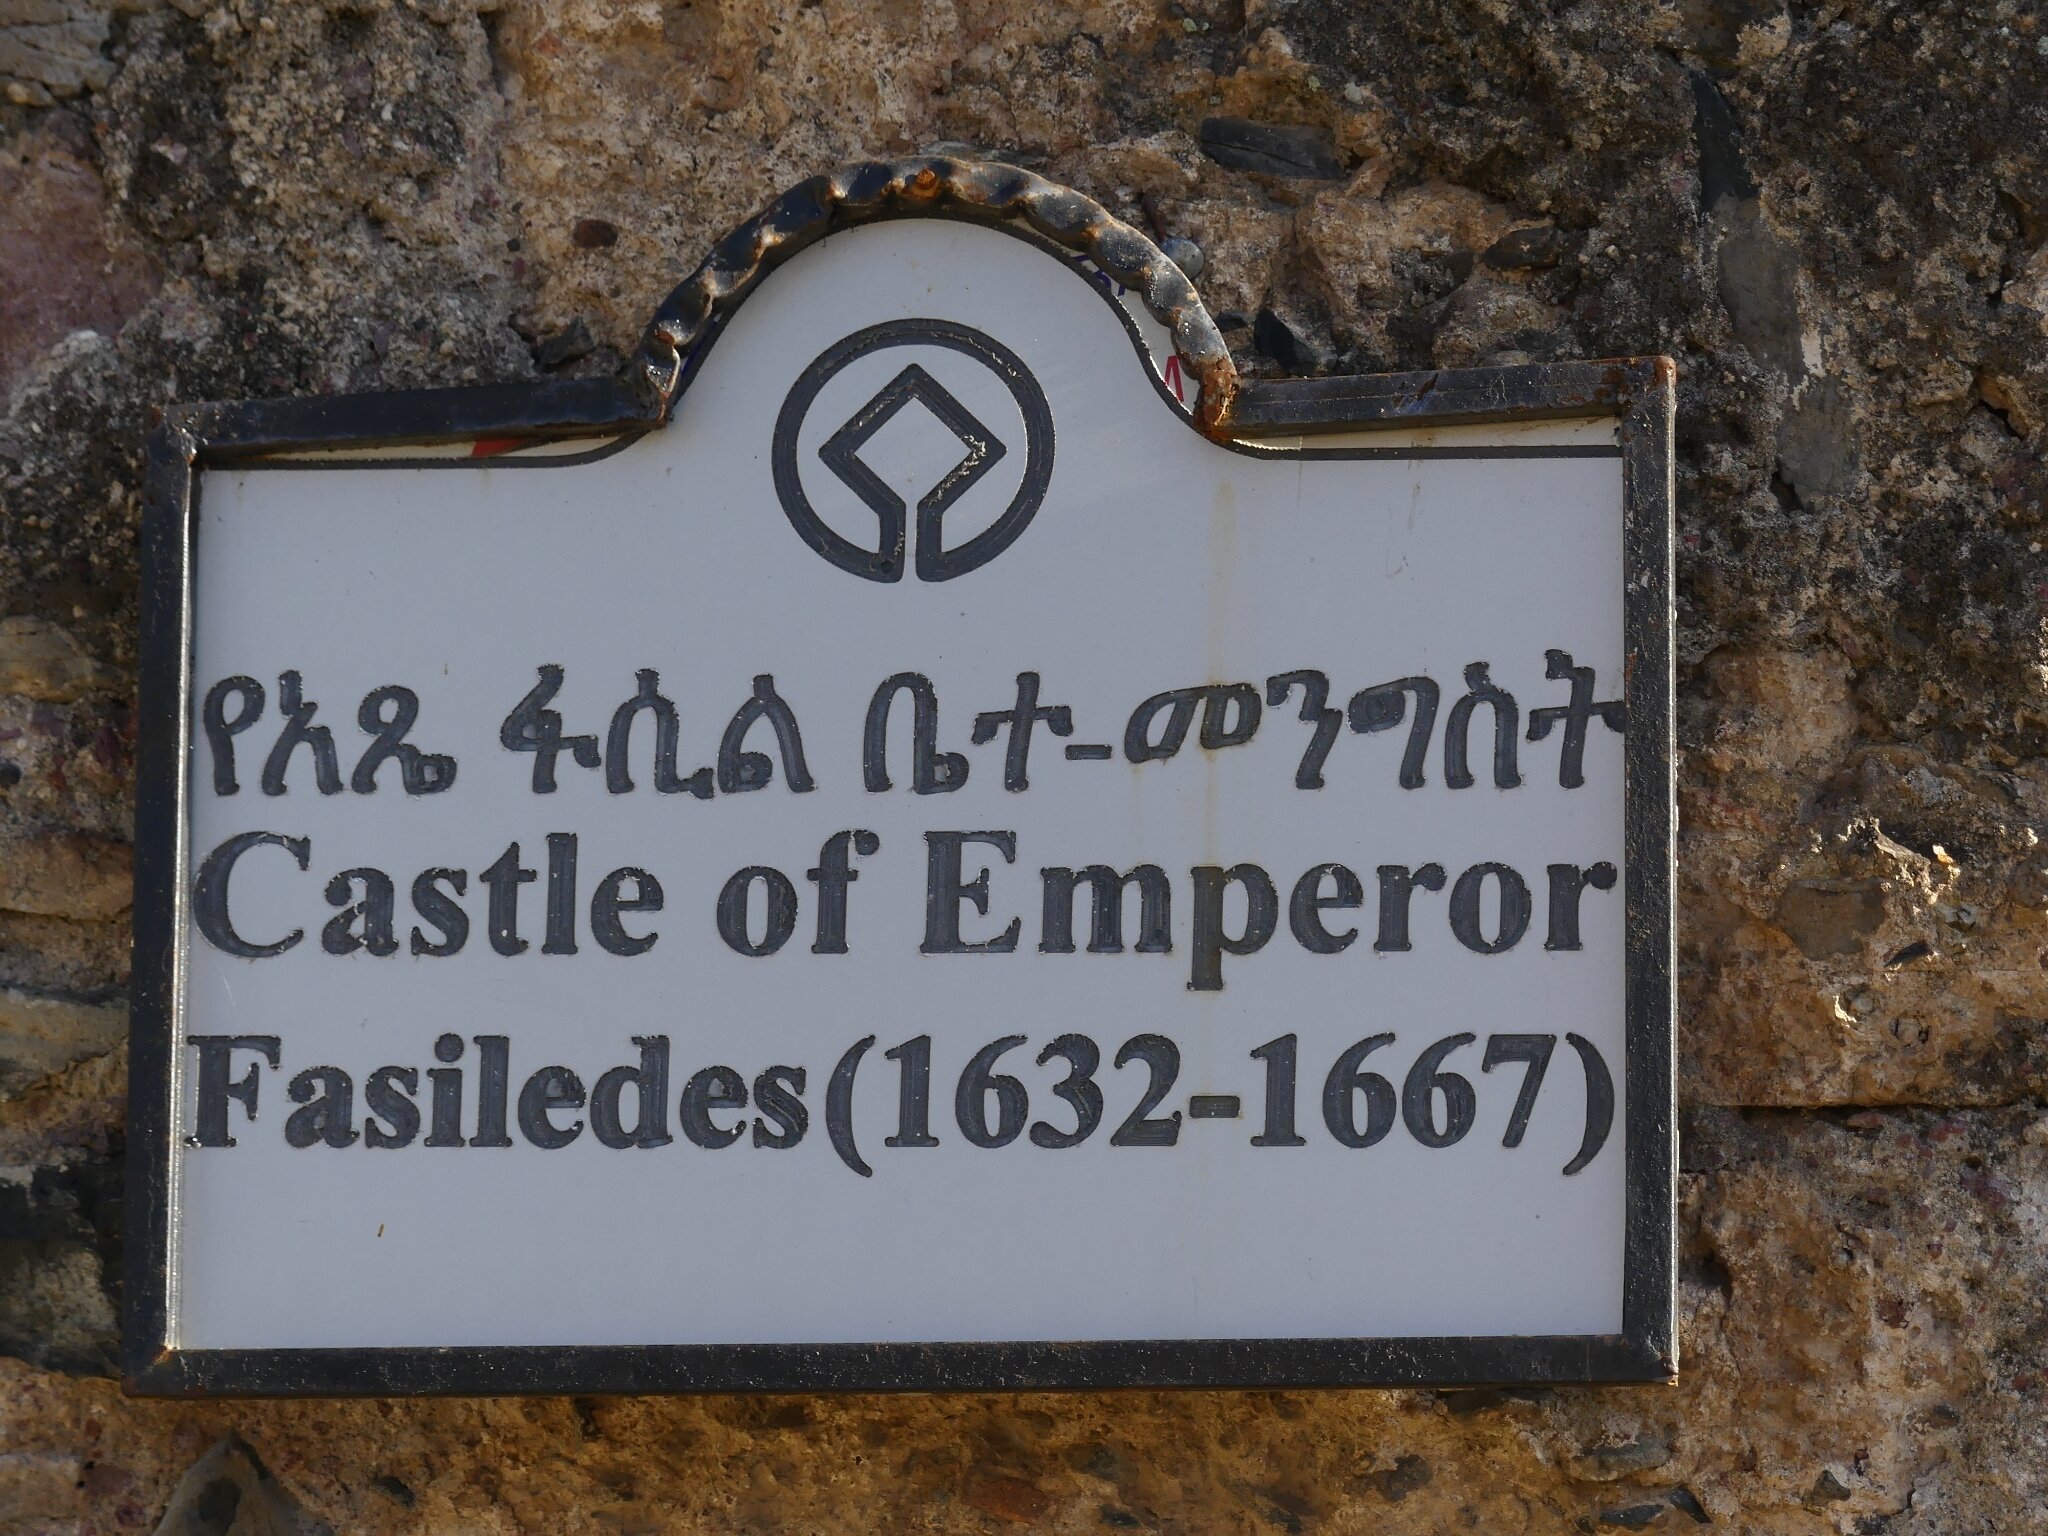 የአጼ ፋሲል ቤተ-መንግስት
Castle of Emperor
Fasiledes(1632-1667)